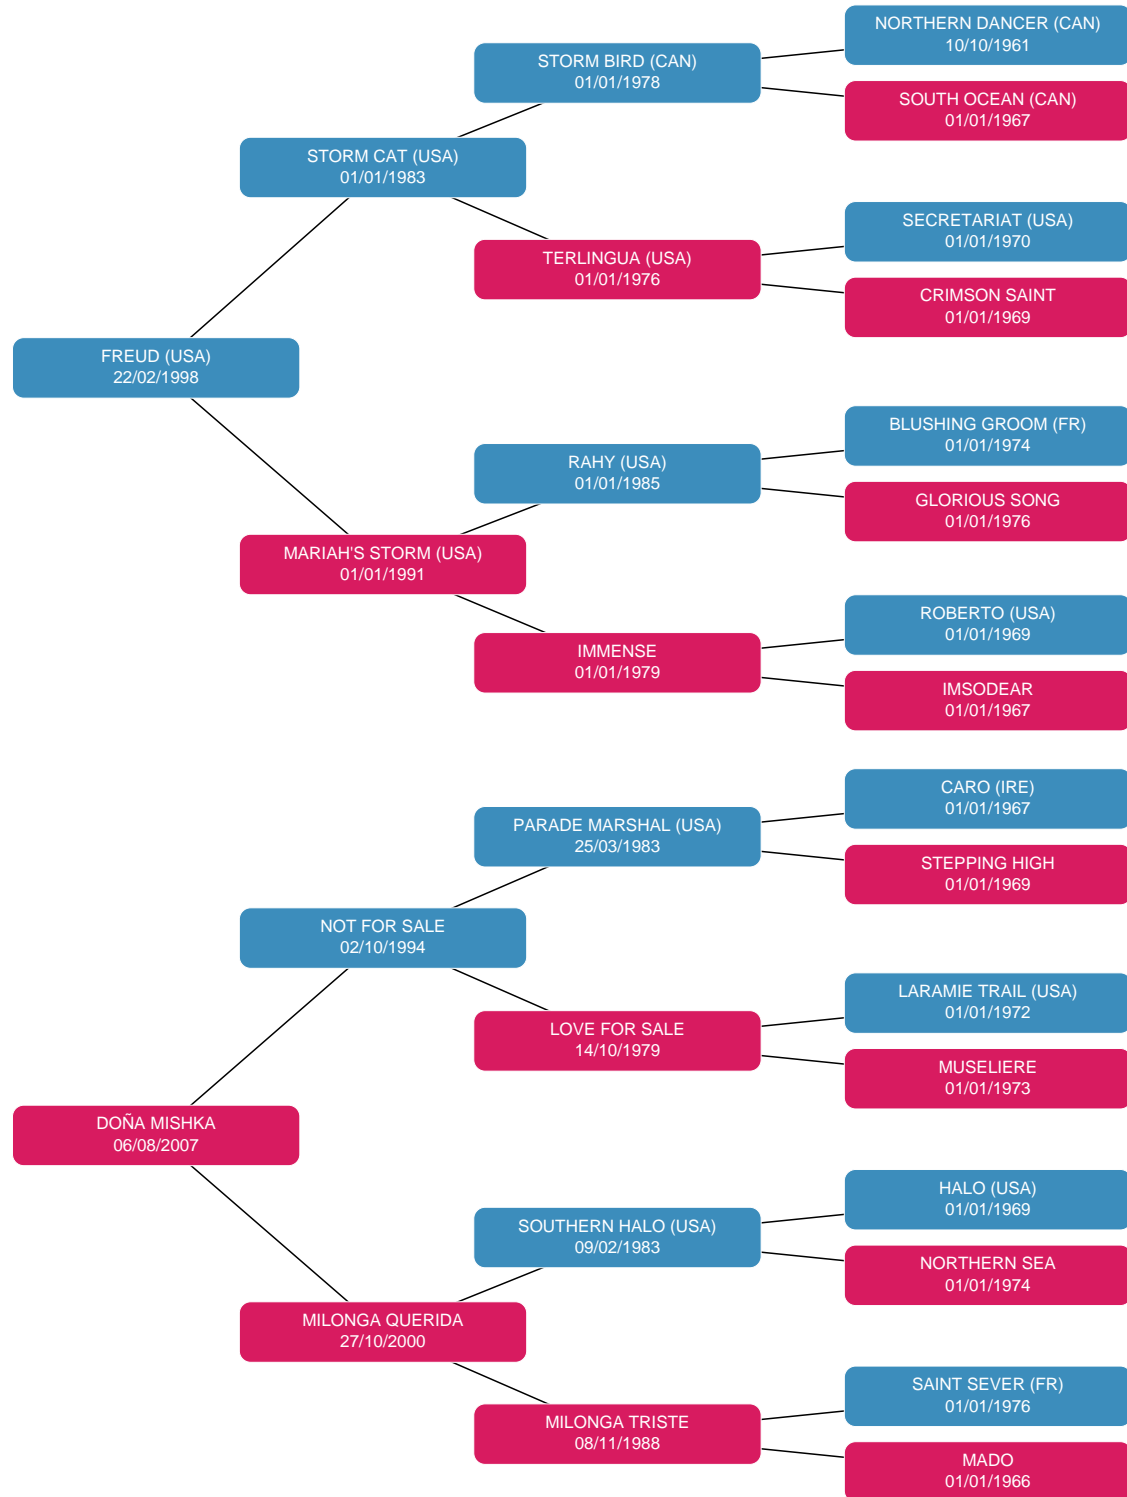 NORTHERN DANCER (CAN)
10/10/1961
STORM BIRD (CAN)
01/01/1978
SOUTH OCEAN (CAN)
01/01/1967
STORM CAT (USA)
01/01/1983
SECRETARIAT (USA)
01/01/1970
TERLINGUA (USA)
01/01/1976
CRIMSON SAINT
01/01/1969
FREUD (USA)
22/02/1998
BLUSHING GROOM (FR)
01/01/1974
RAHY (USA)
01/01/1985
GLORIOUS SONG
01/01/1976
MARIAH'S STORM (USA)
01/01/1991
ROBERTO (USA)
01/01/1969
IMMENSE
01/01/1979
IMSODEAR
01/01/1967
CARO (IRE)
01/01/1967
PARADE MARSHAL (USA)
25/03/1983
STEPPING HIGH
01/01/1969
NOT FOR SALE
02/10/1994
LARAMIE TRAIL (USA)
01/01/1972
LOVE FOR SALE
14/10/1979
MUSELIERE
01/01/1973
DOÑA MISHKA
06/08/2007
HALO (USA)
01/01/1969
SOUTHERN HALO (USA)
09/02/1983
NORTHERN SEA
01/01/1974
MILONGA QUERIDA
27/10/2000
SAINT SEVER (FR)
01/01/1976
MILONGA TRISTE
08/11/1988
MADO
01/01/1966